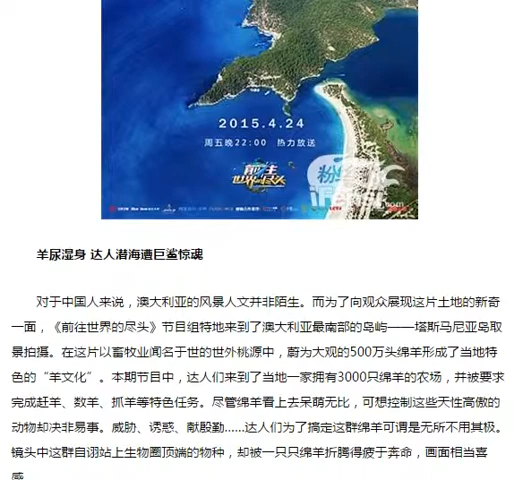 2015.4.24
周五晚22:00 热力放送
前往
世界的尽头
iFensi
.com
羊尿湿身 达人潜海遭巨鲨惊魂
对于中国人来说，澳大利亚的风景人文并非陌生。而为了向观众展现这片土地的新奇
一面，《前往世界的尽头》节目组特地来到了澳大利亚最南部的岛屿——塔斯马尼亚岛取
景拍摄。在这片以畜牧业闻名于世的世外桃源中，蔚为大观的500万头绵羊形成了当地特
色的“羊文化”。本期节目中，达人们来到了当地一家拥有3000只绵羊的农场，并被要求
完成赶羊、数羊、抓羊等特色任务。尽管绵羊看上去呆萌无比，可想控制这些天性高傲的
动物却决非易事。威胁、诱惑、献殷勤……达人们为了搞定这群绵羊可谓是无所不用其极。
镜头中这群自诩站上生物圈顶端的物种，却被一只只绵羊折腾得疲于奔命，画面相当喜
感